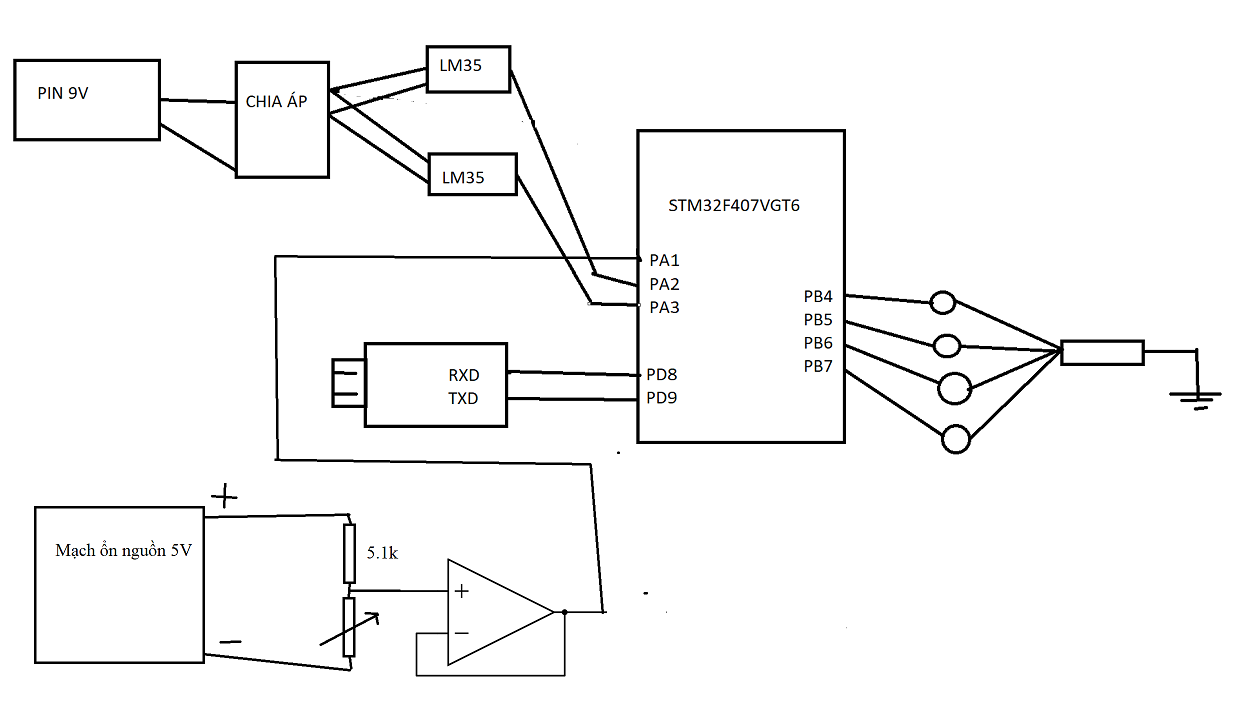 PIN 9V
CHIA ÁP
LM35
LM35
STM32F407VGT6
PA1
PA2
PA3
PB4
PB5
PB6
PB7
RXD
TXD
PD8
PD9
+
Mạch ổn nguồn 5V
5.1k
+
−
−